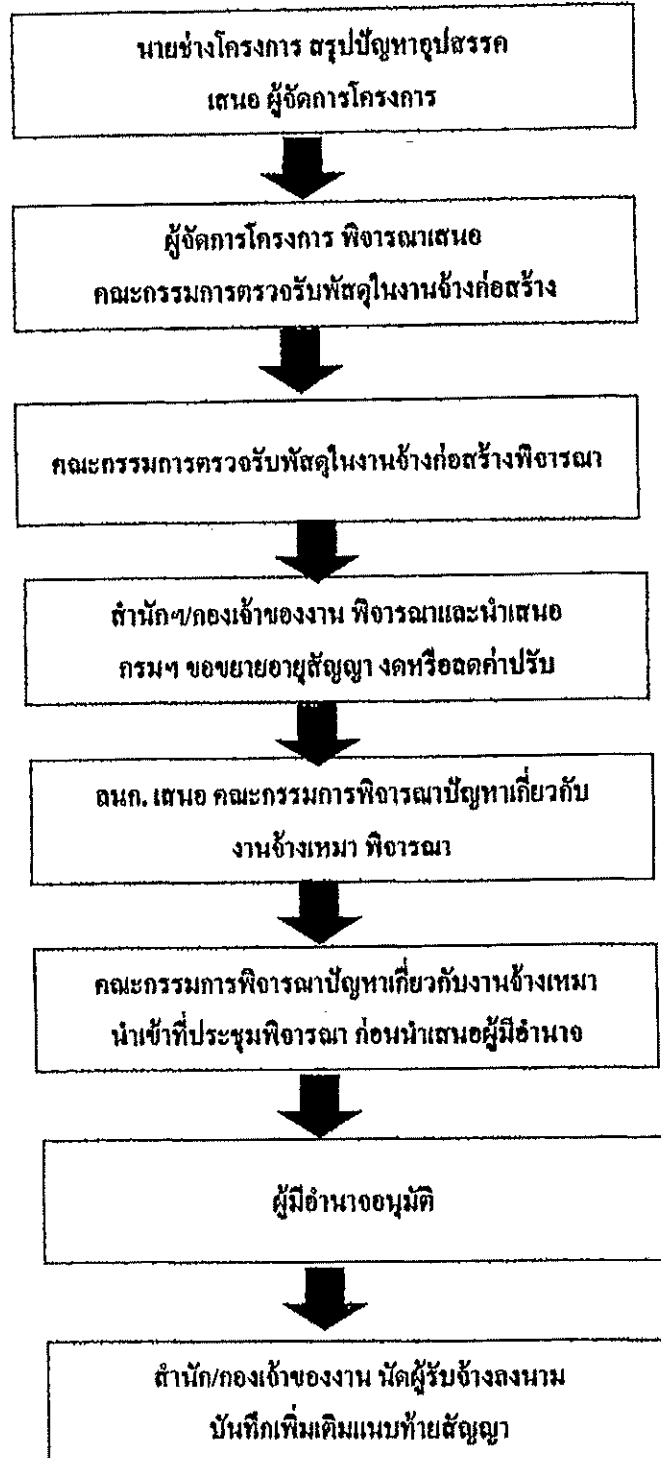 นายช่างโครงการ สรุปปัญหาอุปสรรค
เสนอ ผู้จัดการโครงการ
ผู้จัดการโครงการ พิจารณาเสนอ
คณะกรรมการตรวจรับพัสดุในงานจ้างก่อสร้าง
คณะกรรมการตรวจรับพัสดุในงานจ้างก่อสร้างพิจารณา
สำนักฯ/กองเจ้าของงาน พิจารณาและนำเสนอ
กรมฯ ขอขยายอายุสัญญา งดหรือลดค่าปรับ
ลนก. เสนอ คณะกรรมการพิจารณาปัญหาเกี่ยวกับ
งานจ้างเหมา พิจารณา
คณะกรรมการพิจารณาปัญหาเกี่ยวกับงานจ้างเหมา
นำเข้าที่ประชุมพิจารณา ก่อนนำเสนอผู้มีอำนาจ
ผู้มีอำนาจอนุมัติ
สำนัก/กองเจ้าของงาน นัดผู้รับจ้างลงนาม
บันทึกเพิ่มเติมแนบท้ายสัญญา